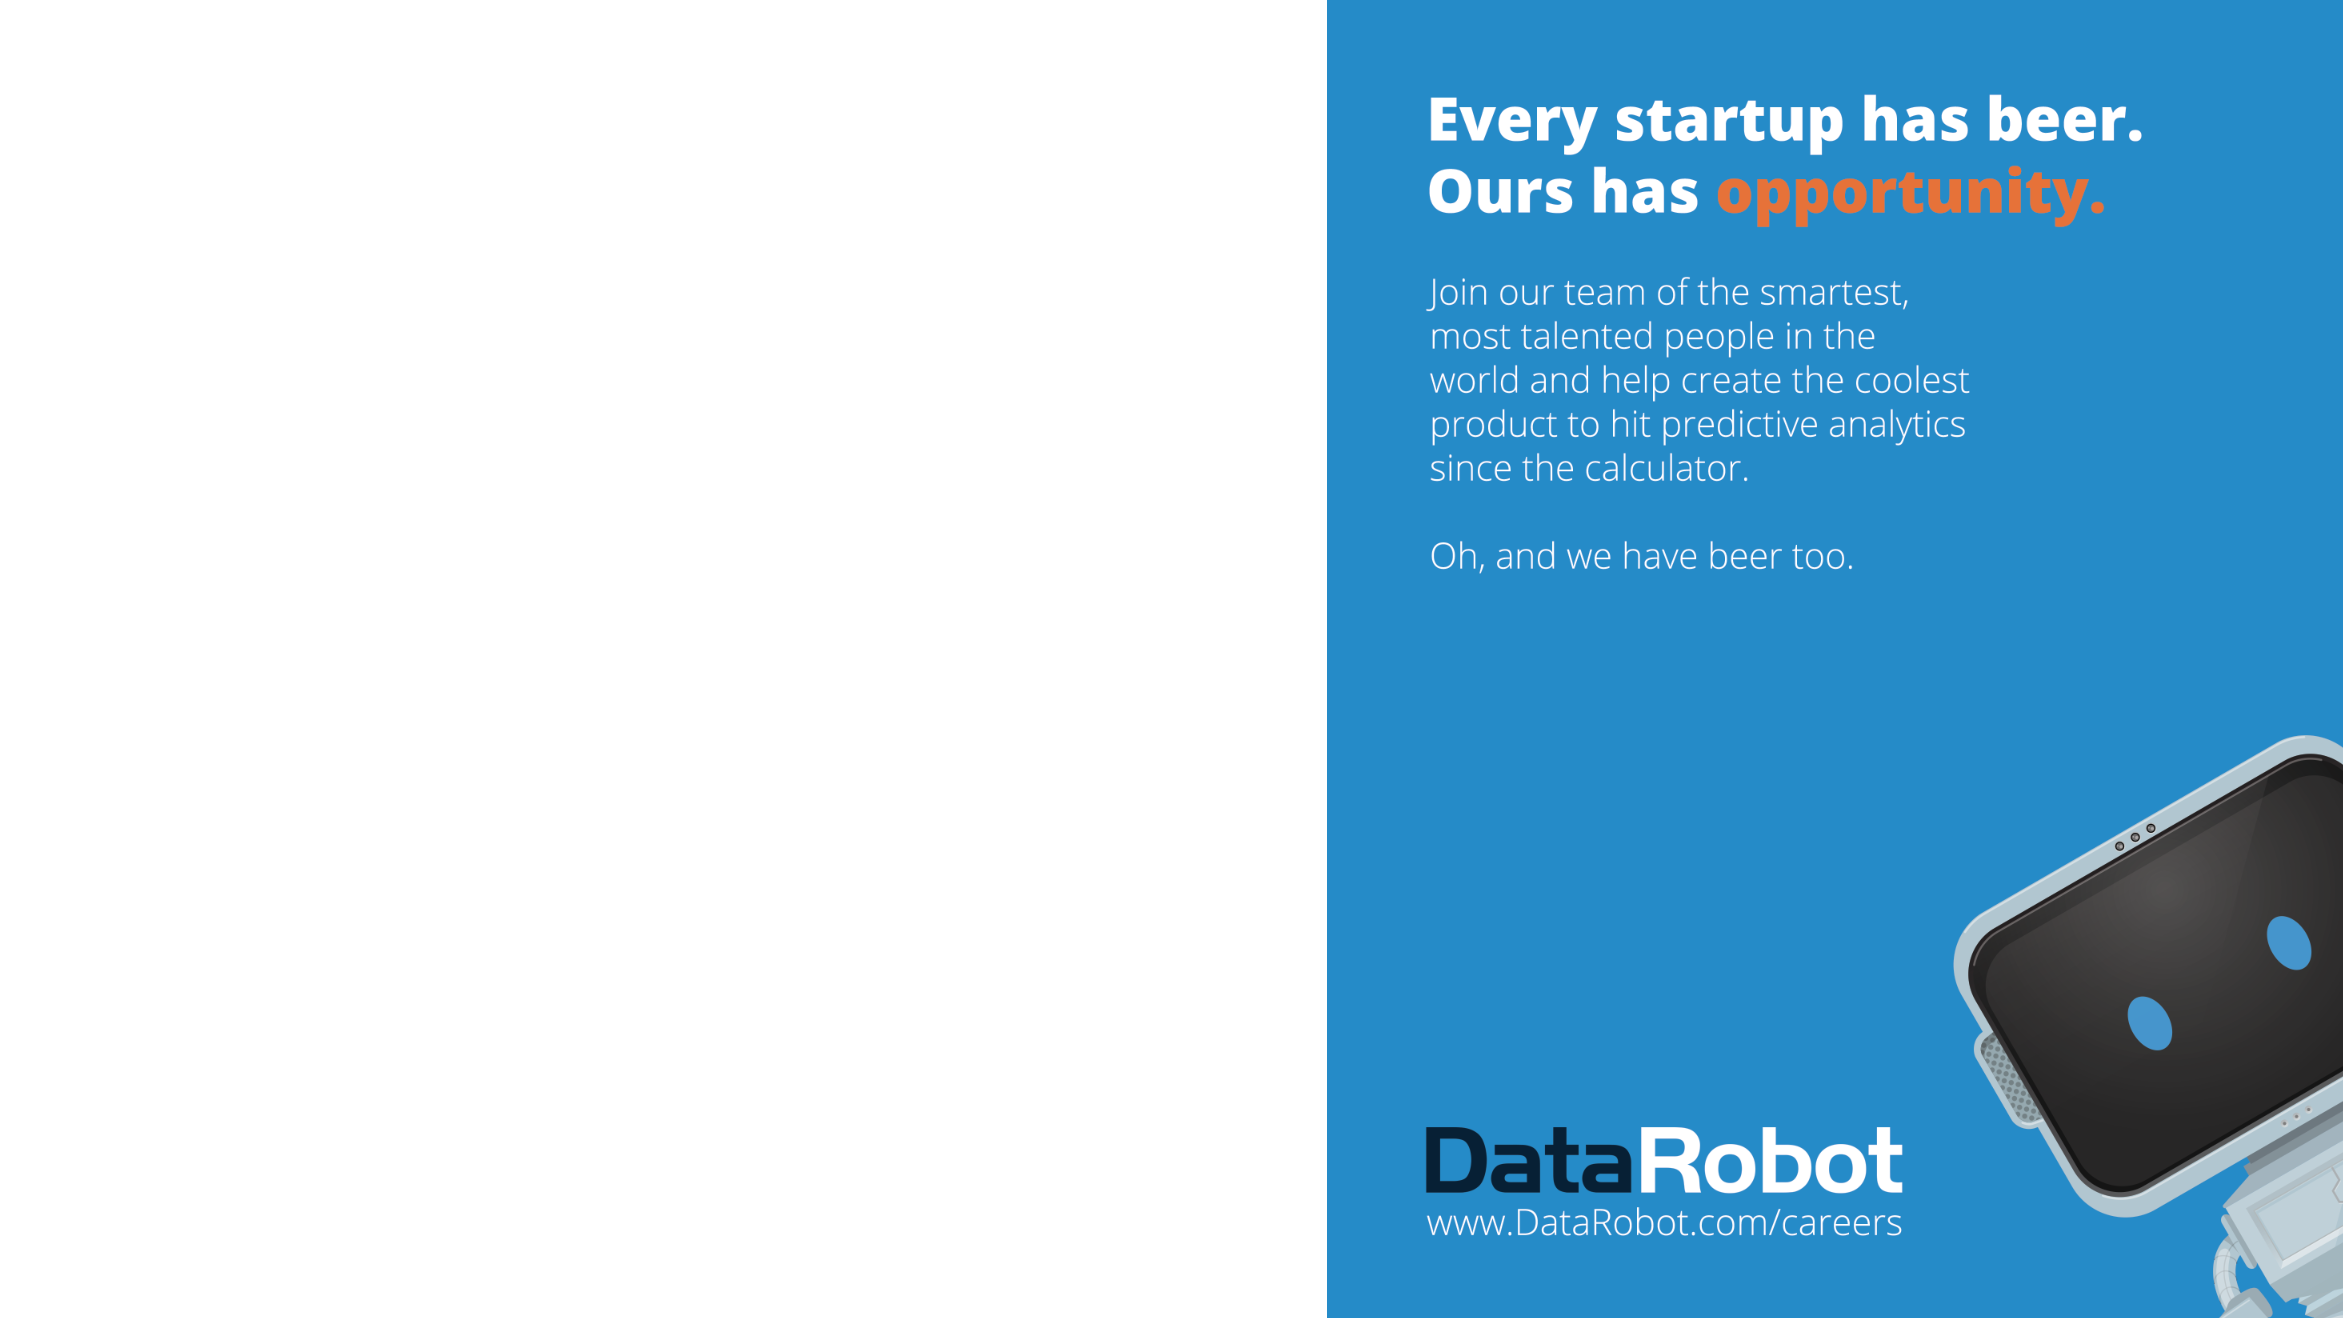 Every startup has beer.
Ours has opportunity.
Join our team of the smartest,
most talented people in the
world and help create the coolest
product to hit predictive analytics
since the calculator.
Oh, and we have beer too.
DataRobot
www.DataRobot.com/careers